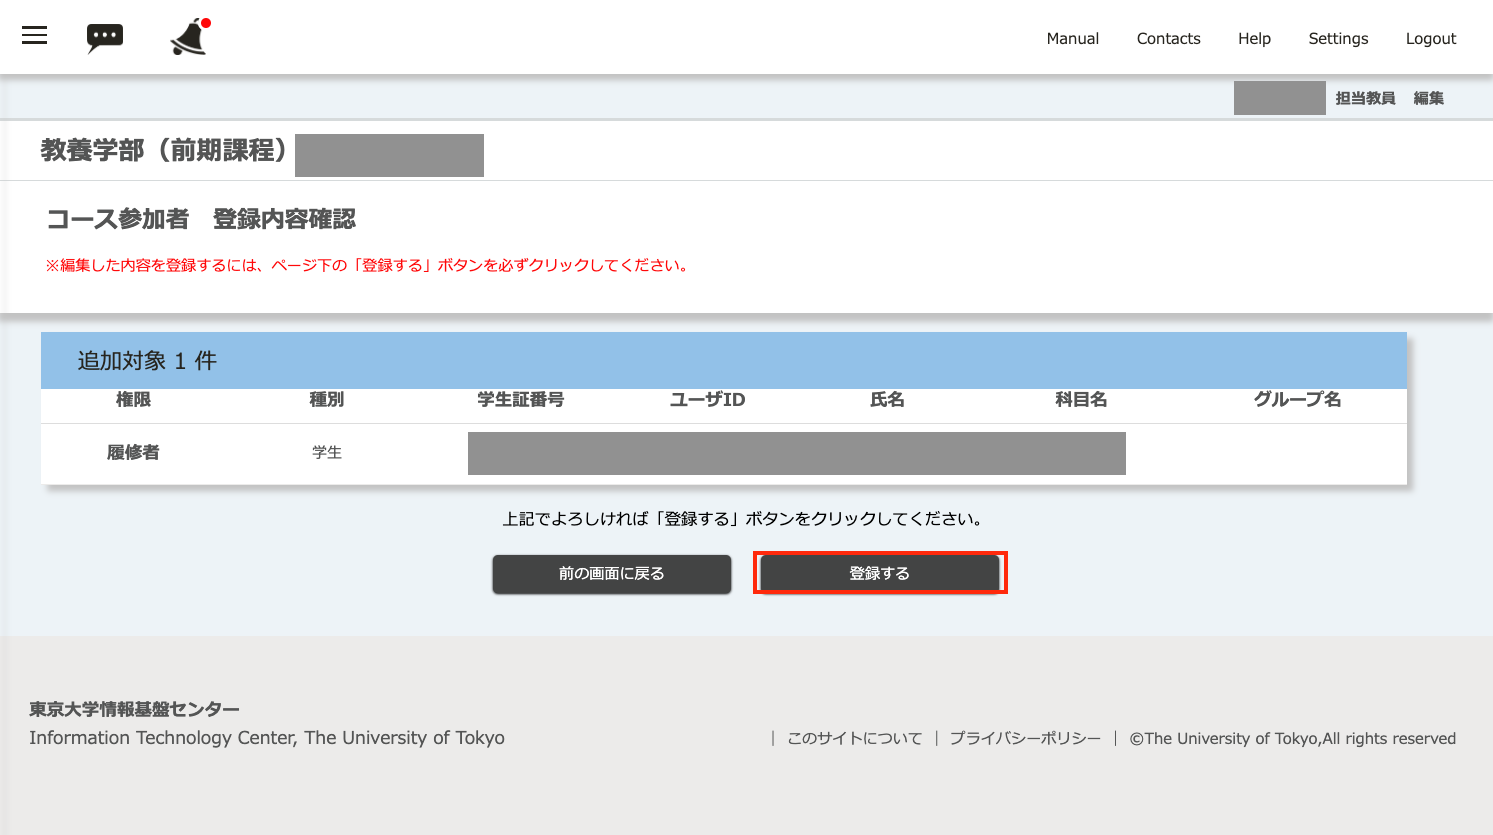 Manual Contacts Help Settings Logout
担当教員 編集
教養学部（前期課程）
コース参加者　登録内容確認
※編集した内容を登録するには、ページ下の「登録する」ボタンを必ずクリックしてください。
追加対象 1 件
権限 種別 学生証番号 ユーザID 氏名 科目名 グループ名
履修者 学生
上記でよろしければ「登録する」ボタンをクリックしてください。
前の画面に戻る 登録する
東京大学情報基盤センター
Information Technology Center, The University of Tokyo
｜ このサイトについて ｜ プライバシーポリシー ｜ ©The University of Tokyo,All rights reserved